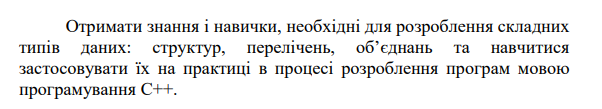 Отримати знання і навички, необхідні для розроблення складних
типів даних: структур, перелічень, об’єднань та навчитися
застосовувати їх на практиці в процесі розроблення програм мовою
програмування С++.